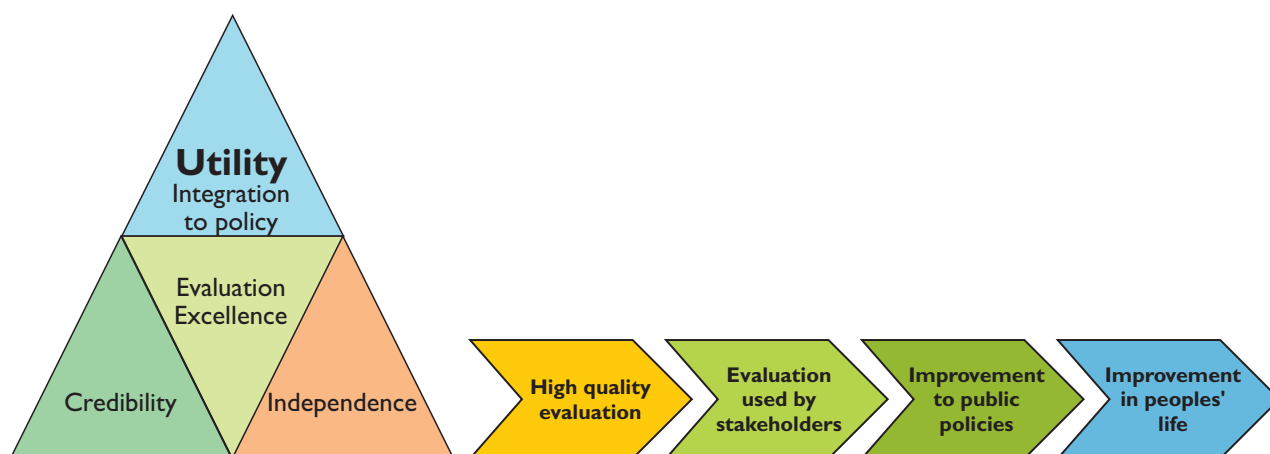 Utility
Integration
to policy
Evaluation
Excellence
Credibility
Independence
High quality
evaluation
Evaluation
used by
stakeholders
Improvement
to public
policies
Improvement
in peoples'
life